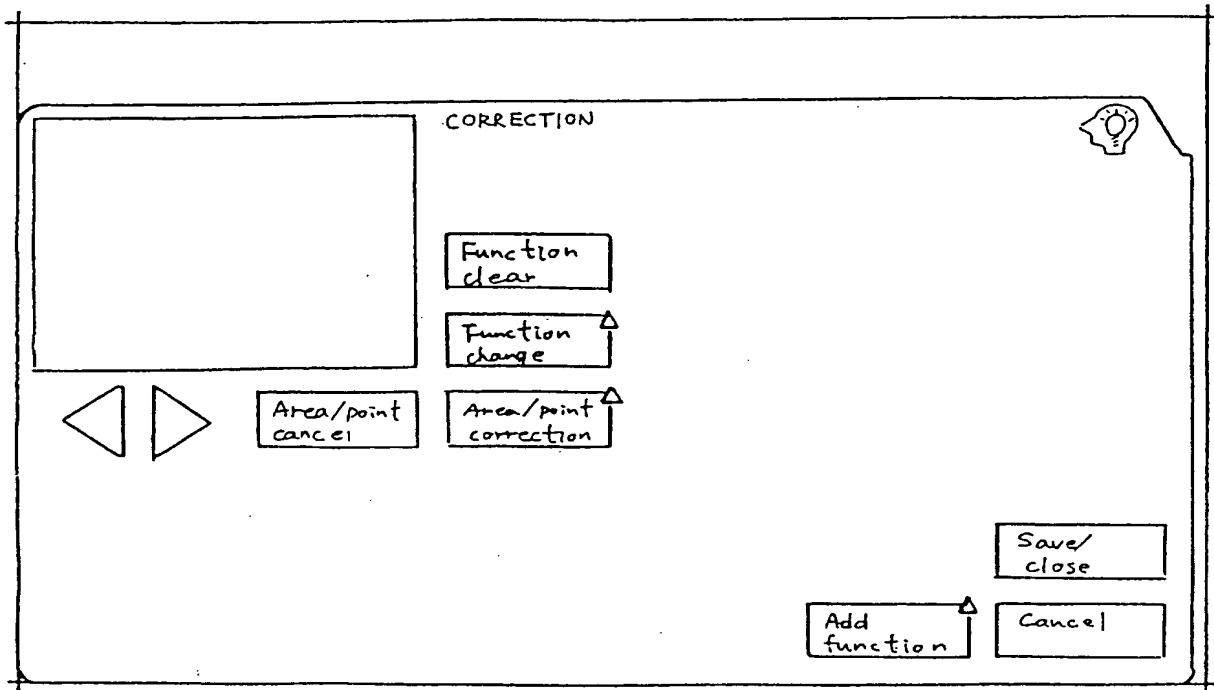 CORRECTION
Function
clear
Function
change
Area/point
cancel
Area/point
correction
Save/
close
Add
function
Cancel